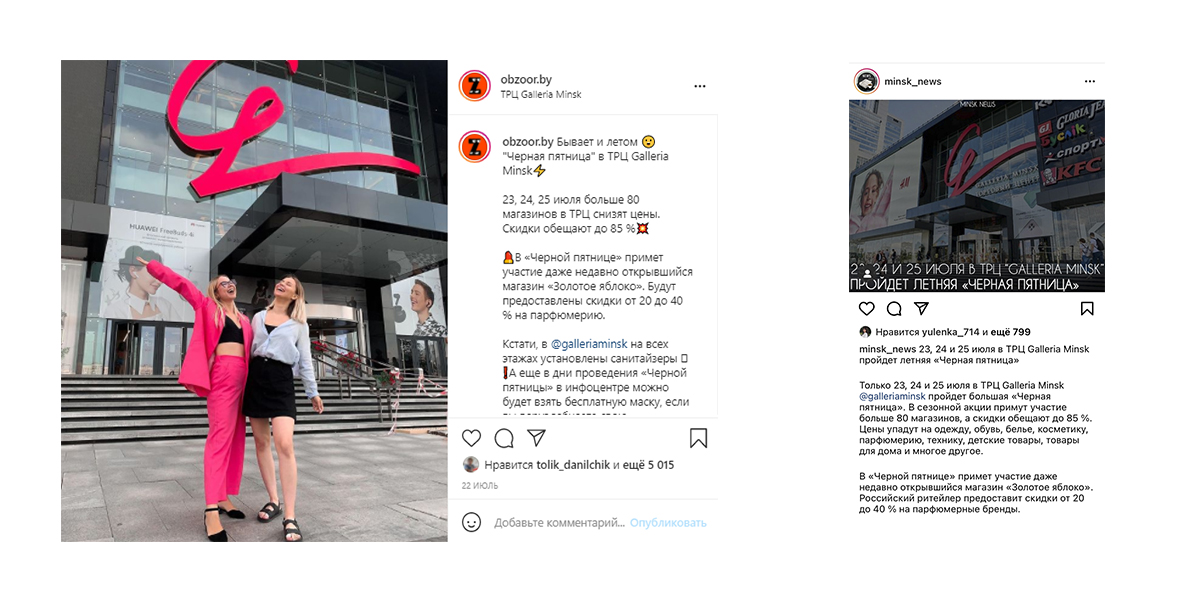 HUAWEI FreeBuds 4i
obzoor.by
ТРЦ Galleria Minsk
obzoor.by Бывает и летом 😮
"Черная пятница" в ТРЦ Galleria
Minsk⚡
23, 24, 25 июля больше 80
магазинов в ТРЦ снизят цены.
Скидки обещают до 85 %💥
В «Черной пятнице» примет
участие даже недавно открывшийся
магазин «Золотое яблоко». Будут
предоставлены скидки от 20 до 40
% на парфюмерию.
Кстати, в @galleriaminsk на всех
этажах установлены санитайзеры
А еще в дни проведения «Черной
пятницы» в инфоцентре можно
будет взять бесплатную маску, если
Нравится tolik_danilchik и ещё 5 015
22 ИЮЛЬ
Добавьте комментарий... Опубликовать
minsk_news
MINSK NEWS
H&M
GALLERIA MINSK
KC
GJ GLORIA JEANS
Буслік
спорт
KFC
23, 24 И 25 ИЮЛЯ В ТРЦ "GALLERIA MINSK"
ПРОЙДЕТ ЛЕТНЯЯ «ЧЕРНАЯ ПЯТНИЦА»
Нравится yulenka_714 и ещё 799
minsk_news 23, 24 и 25 июля в ТРЦ Galleria Minsk
пройдет летняя «Черная пятница»
Только 23, 24 и 25 июля в ТРЦ Galleria Minsk
@galleriaminsk пройдет большая «Черная
пятница». В сезонной акции примут участие
больше 80 магазинов, а скидки обещают до 85 %.
Цены упадут на одежду, обувь, белье, косметику,
парфюмерию, технику, детские товары, товары
для дома и многое другое.
В «Черной пятнице» примет участие даже
недавно открывшийся магазин «Золотое яблоко».
Российский ритейлер предоставит скидки от 20
до 40 % на парфюмерные бренды.